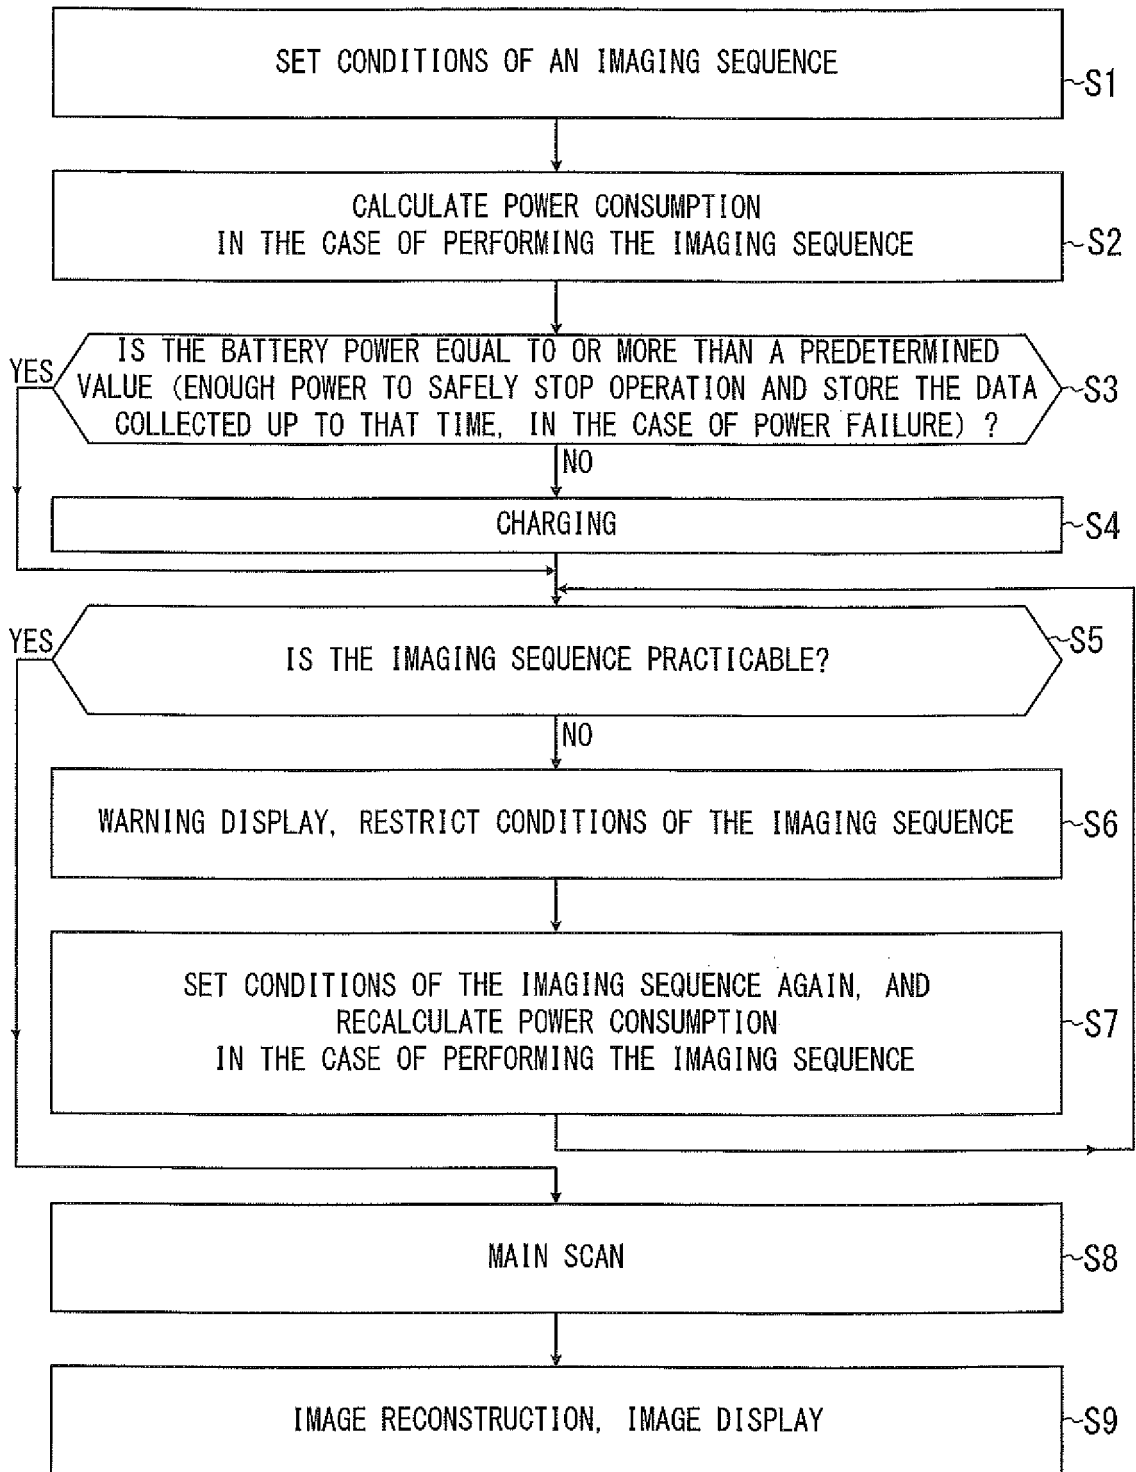 SET CONDITIONS OF AN IMAGING SEQUENCE
S1
CALCULATE POWER CONSUMPTION
IN THE CASE OF PERFORMING THE IMAGING SEQUENCE
S2
YES
IS THE BATTERY POWER EQUAL TO OR MORE THAN A PREDETERMINED
VALUE (ENOUGH POWER TO SAFELY STOP OPERATION AND STORE THE DATA
COLLECTED UP TO THAT TIME, IN THE CASE OF POWER FAILURE) ?
S3
NO
CHARGING
S4
YES
IS THE IMAGING SEQUENCE PRACTICABLE?
S5
NO
WARNING DISPLAY, RESTRICT CONDITIONS OF THE IMAGING SEQUENCE
S6
SET CONDITIONS OF THE IMAGING SEQUENCE AGAIN, AND
RECALCULATE POWER CONSUMPTION
IN THE CASE OF PERFORMING THE IMAGING SEQUENCE
S7
MAIN SCAN
S8
IMAGE RECONSTRUCTION, IMAGE DISPLAY
S9